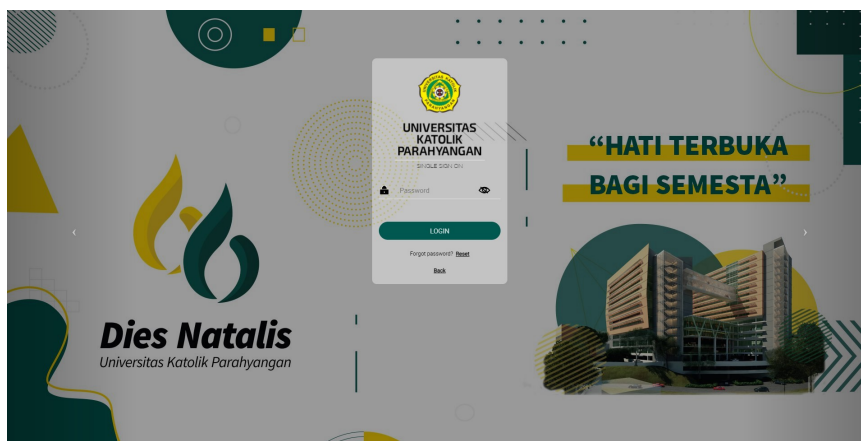 UNIVERSITAS
KATOLIK
PARAHYANGAN
SINGLE SIGN ON
Password
LOGIN
Forgot password? Reset
Back
Dies Natalis
Universitas Katolik Parahyangan
“HATI TERBUKA
BAGI SEMESTA”